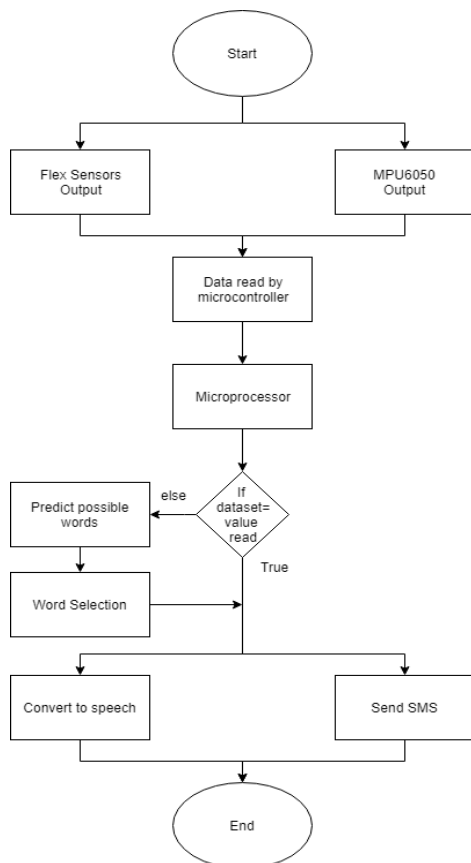 Start
Flex Sensors
Output
MPU6050
Output
Data read by
microcontroller
Microprocessor
If
dataset=
value
read
else
Predict possible
words
True
Word Selection
Convert to speech
Send SMS
End